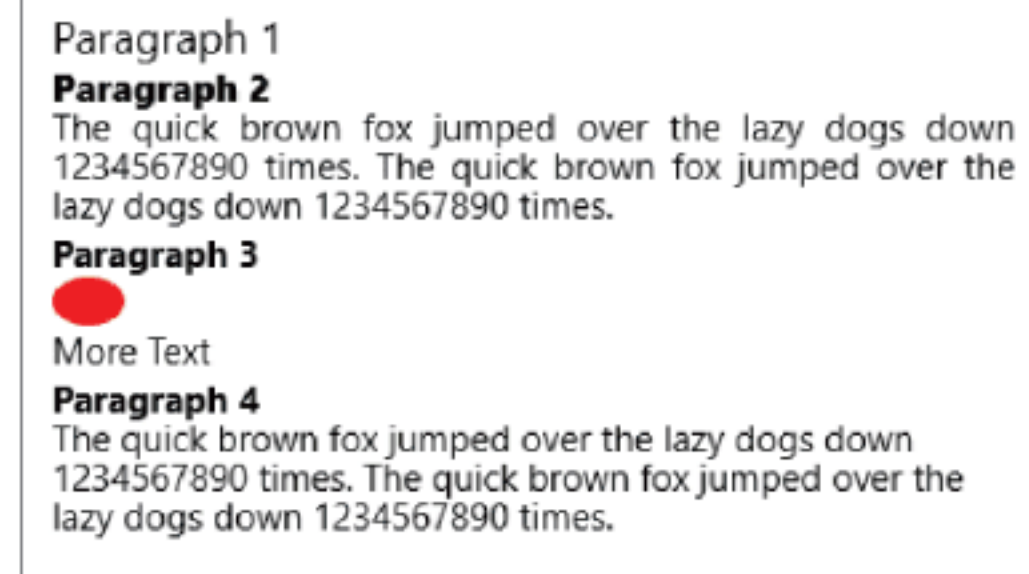 Paragraph 1
Paragraph 2
The quick brown fox jumped over the lazy dogs down
1234567890 times. The quick brown fox jumped over the
lazy dogs down 1234567890 times.
Paragraph 3
More Text
Paragraph 4
The quick brown fox jumped over the lazy dogs down
1234567890 times. The quick brown fox jumped over the
lazy dogs down 1234567890 times.